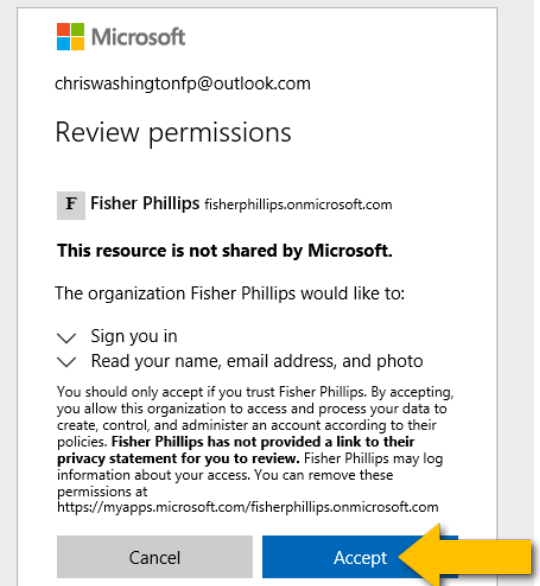 Microsoft
chriswashingtonfp@outlook.com
Review permissions
F Fisher Phillips fisherphillips.onmicrosoft.com
This resource is not shared by Microsoft.
The organization Fisher Phillips would like to:
Sign you in
Read your name, email address, and photo
You should only accept if you trust Fisher Phillips. By accepting,
you allow this organization to access and process your data to
create, control, and administer an account according to their
policies. Fisher Phillips has not provided a link to their
privacy statement for you to review. Fisher Phillips may log
information about your access. You can remove these
permissions at
https://myapps.microsoft.com/fisherphillips.onmicrosoft.com
Cancel Accept